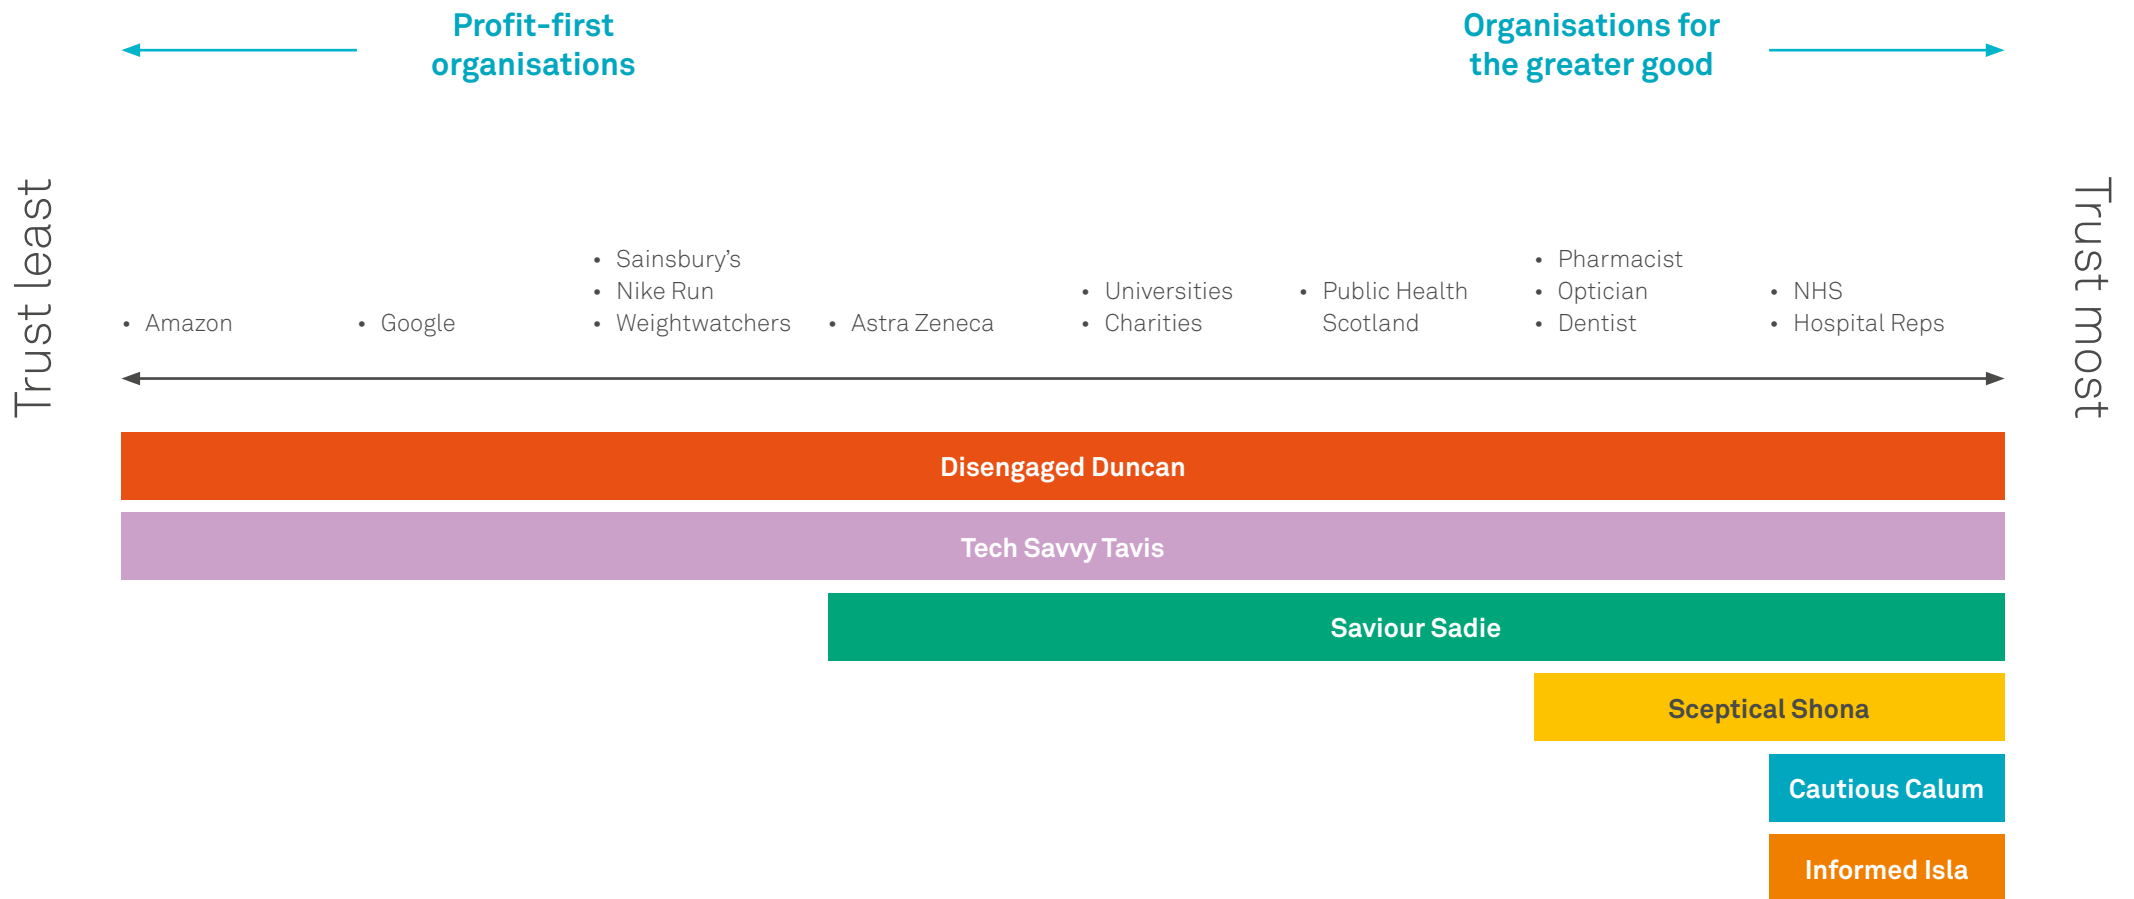 Profit-first
organisations
Organisations for
the greater good
Trust least
• Amazon
• Google
• Sainsbury’s
• Nike Run
• Weightwatchers
• Astra Zeneca
• Universities
• Charities
• Public Health
Scotland
• Pharmacist
• Optician
• Dentist
• NHS
• Hospital Reps
Trust most
Disengaged Duncan
Tech Savvy Tavis
Saviour Sadie
Sceptical Shona
Cautious Calum
Informed Isla